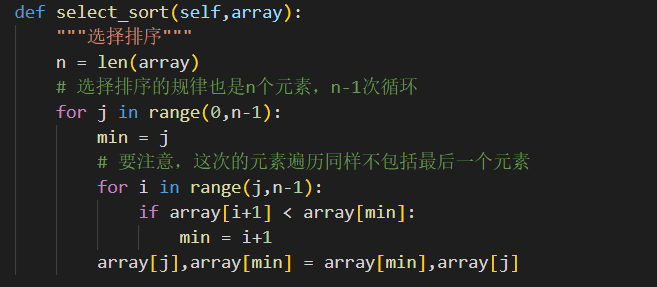 def select_sort(self,array):
    """选择排序"""
    n = len(array)
    # 选择排序的规律也是n个元素，n-1次循环
    for j in range(0,n-1):
        min = j
        # 要注意，这次的元素遍历同样不包括最后一个元素
        for i in range(j,n-1):
            if array[i+1] < array[min]:
                min = i+1
        array[j],array[min] = array[min],array[j]